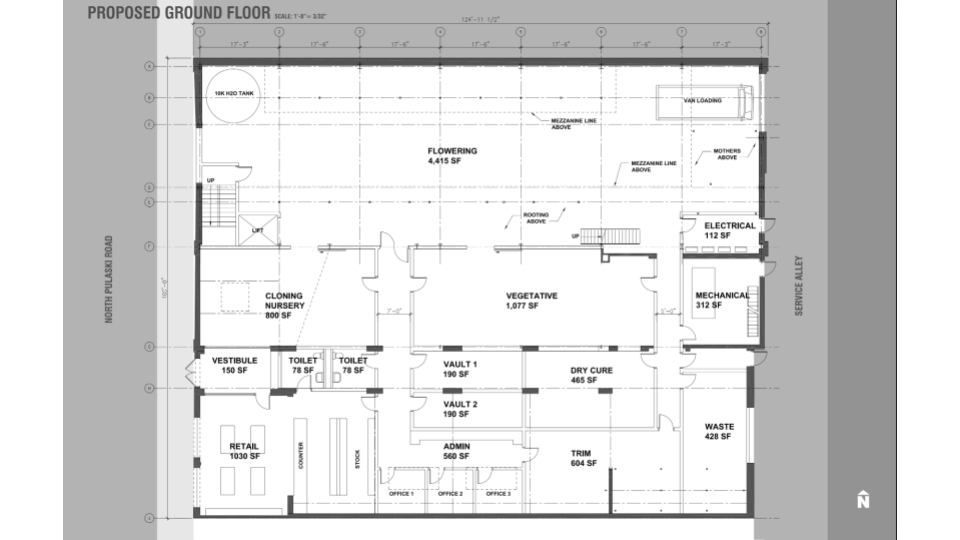 PROPOSED GROUND FLOOR SCALE: 1'-0" = 3/32"
124'-11 1/2"
1 2 3 4 5 6 7 8
17'-3" 17'-6" 17'-6" 17'-6" 17'-6" 17'-6" 17'-3"
10K H2O TANK
VAN LOADING
MEZZANINE LINE
ABOVE
FLOWERING
4,415 SF
MOTHERS
ABOVE
MEZZANINE LINE
ABOVE
UP
ROOTING
ABOVE
LIFT
UP
ELECTRICAL
112 SF
NORTH PULASKI ROAD
SERVICE ALLEY
CLONING
NURSERY
800 SF
VEGETATIVE
1,077 SF
MECHANICAL
312 SF
7'-0"
VESTIBULE
150 SF
TOILET
78 SF
TOILET
78 SF
VAULT 1
190 SF
DRY CURE
465 SF
VAULT 2
190 SF
WASTE
428 SF
RETAIL
1030 SF
COUNTER
STOCK
ADMIN
560 SF
TRIM
604 SF
OFFICE 1
OFFICE 2
OFFICE 3
N